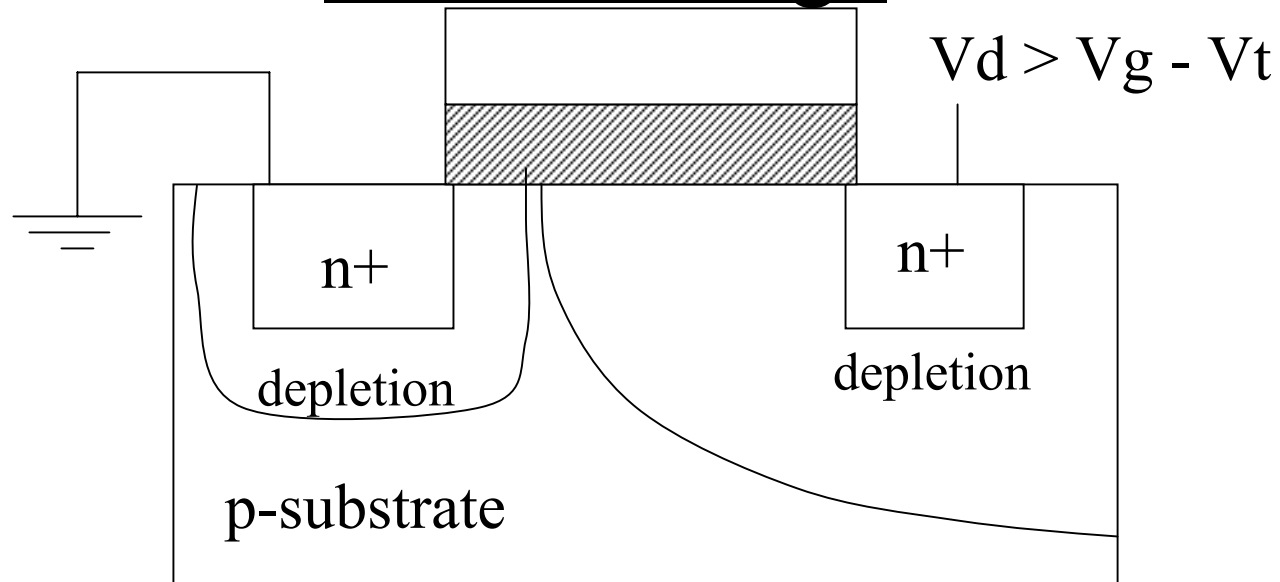 Vd > Vg - Vt
n+
n+
depletion
depletion
p-substrate